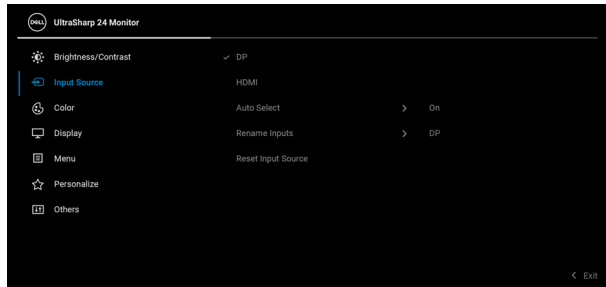 DELL UltraSharp 24 Monitor
Brightness/Contrast ✓ DP
Input Source HDMI
Color Auto Select > On
Display Rename Inputs > DP
Menu Reset Input Source
Personalize
Others
< Exit